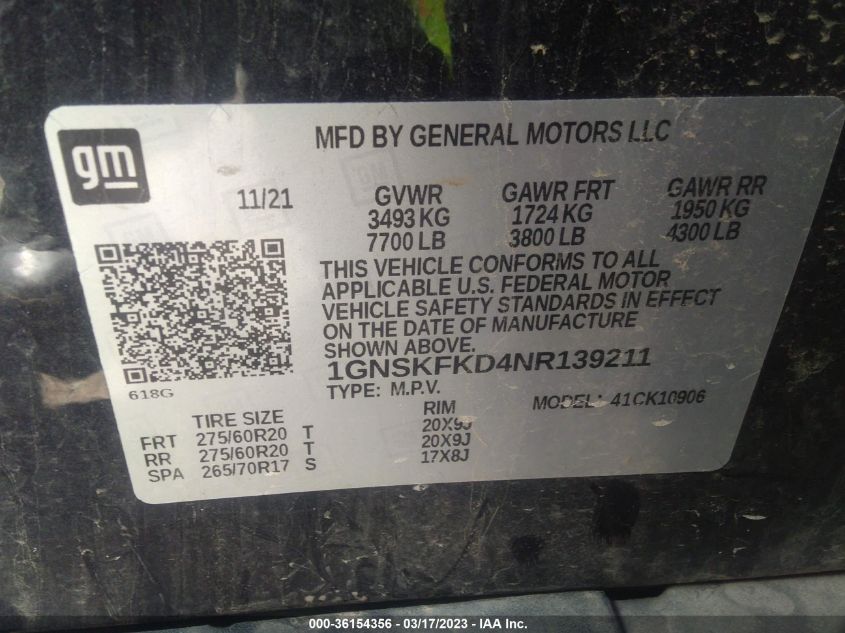 gm
MFD BY GENERAL MOTORS LLC
11/21
GVWR GAWR FRT GAWR RR
3493 KG 1724 KG 1950 KG
7700 LB 3800 LB 4300 LB
THIS VEHICLE CONFORMS TO ALL
APPLICABLE U.S. FEDERAL MOTOR
VEHICLE SAFETY STANDARDS IN EFFECT
ON THE DATE OF MANUFACTURE
SHOWN ABOVE.
1GNSKFKD4NR139211
618G
TYPE: M.P.V. MODEL: 41CK10906
TIRE SIZE RIM
FRT 275/60R20 T 20X9J
RR 275/60R20 T 20X9J
SPA 265/70R17 S 17X8J
000-36154356 - 03/17/2023 - IAA Inc.